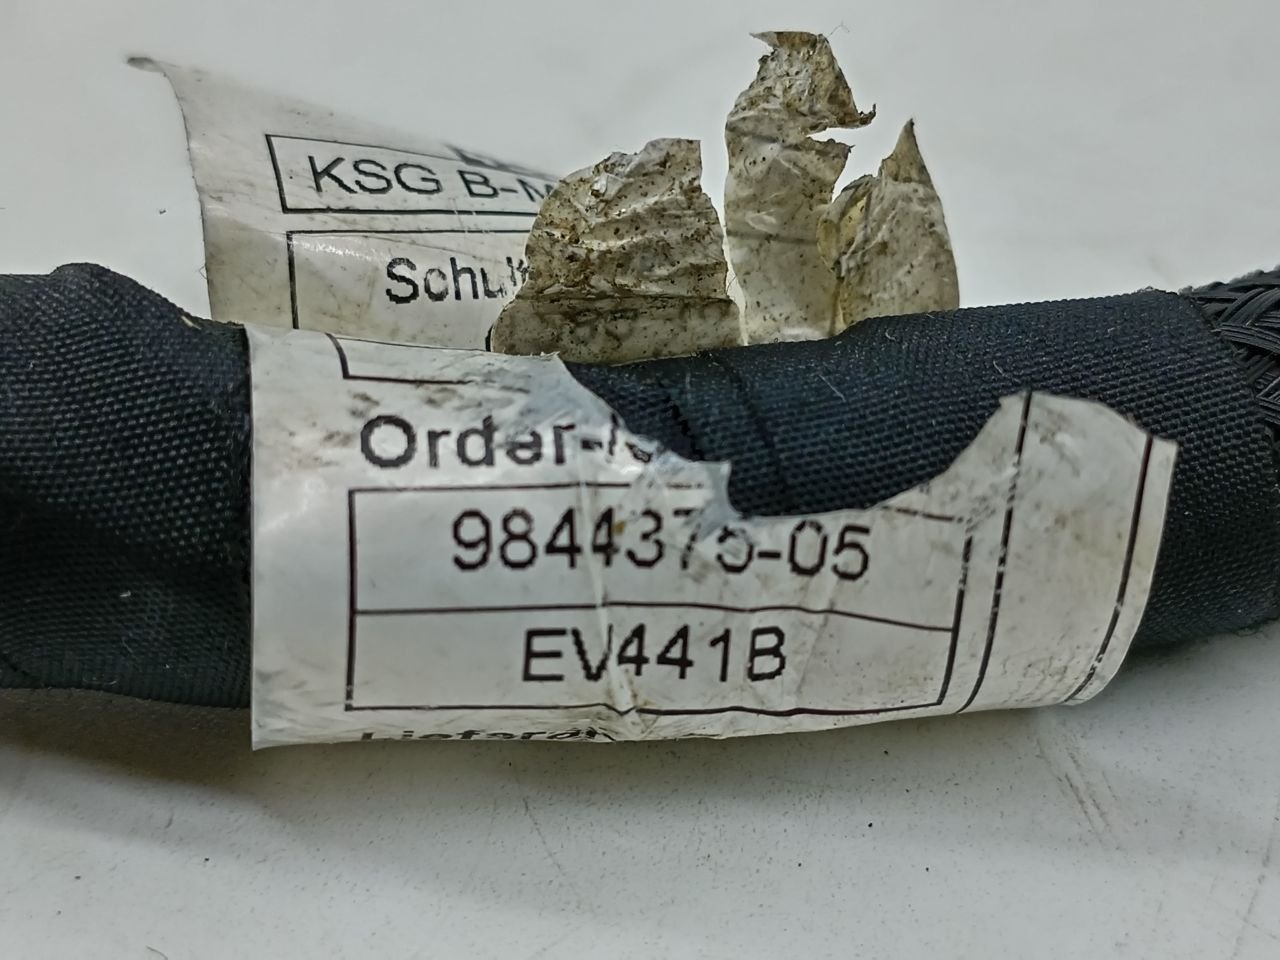 KSG B-M
Schul
Order-N
9844375-05
EV441B